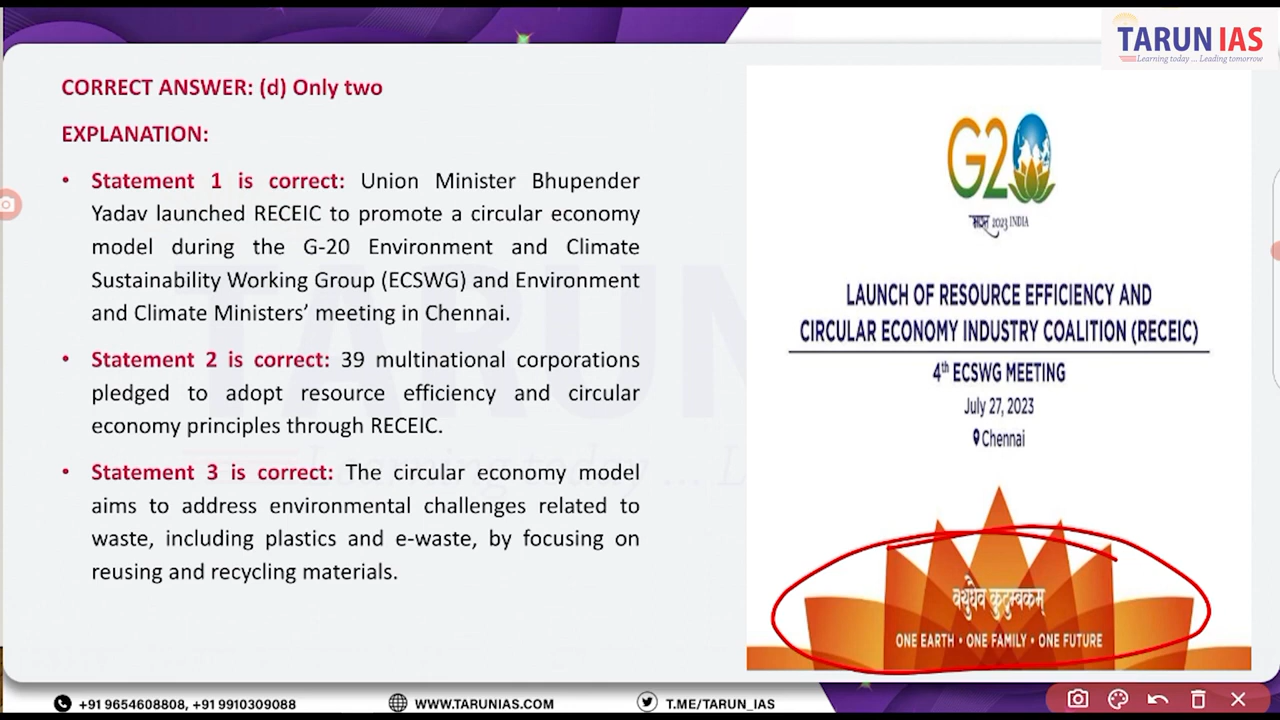 TARUN IAS
Learning today ... Leading tomorrow
CORRECT ANSWER: (d) Only two
EXPLANATION:
• Statement 1 is correct: Union Minister Bhupender
Yadav launched RECEIC to promote a circular economy
model during the G-20 Environment and Climate
Sustainability Working Group (ECSWG) and Environment
and Climate Ministers’ meeting in Chennai.
• Statement 2 is correct: 39 multinational corporations
pledged to adopt resource efficiency and circular
economy principles through RECEIC.
• Statement 3 is correct: The circular economy model
aims to address environmental challenges related to
waste, including plastics and e-waste, by focusing on
reusing and recycling materials.
G20
भारत 2023 INDIA
LAUNCH OF RESOURCE EFFICIENCY AND
CIRCULAR ECONOMY INDUSTRY COALITION (RECEIC)
4th ECSWG MEETING
July 27, 2023
Chennai
वसुधैव कुटुम्बकम्
ONE EARTH • ONE FAMILY • ONE FUTURE
+91 9654608808, +91 9910309088
WWW.TARUNIAS.COM
T.ME/TARUN_IAS